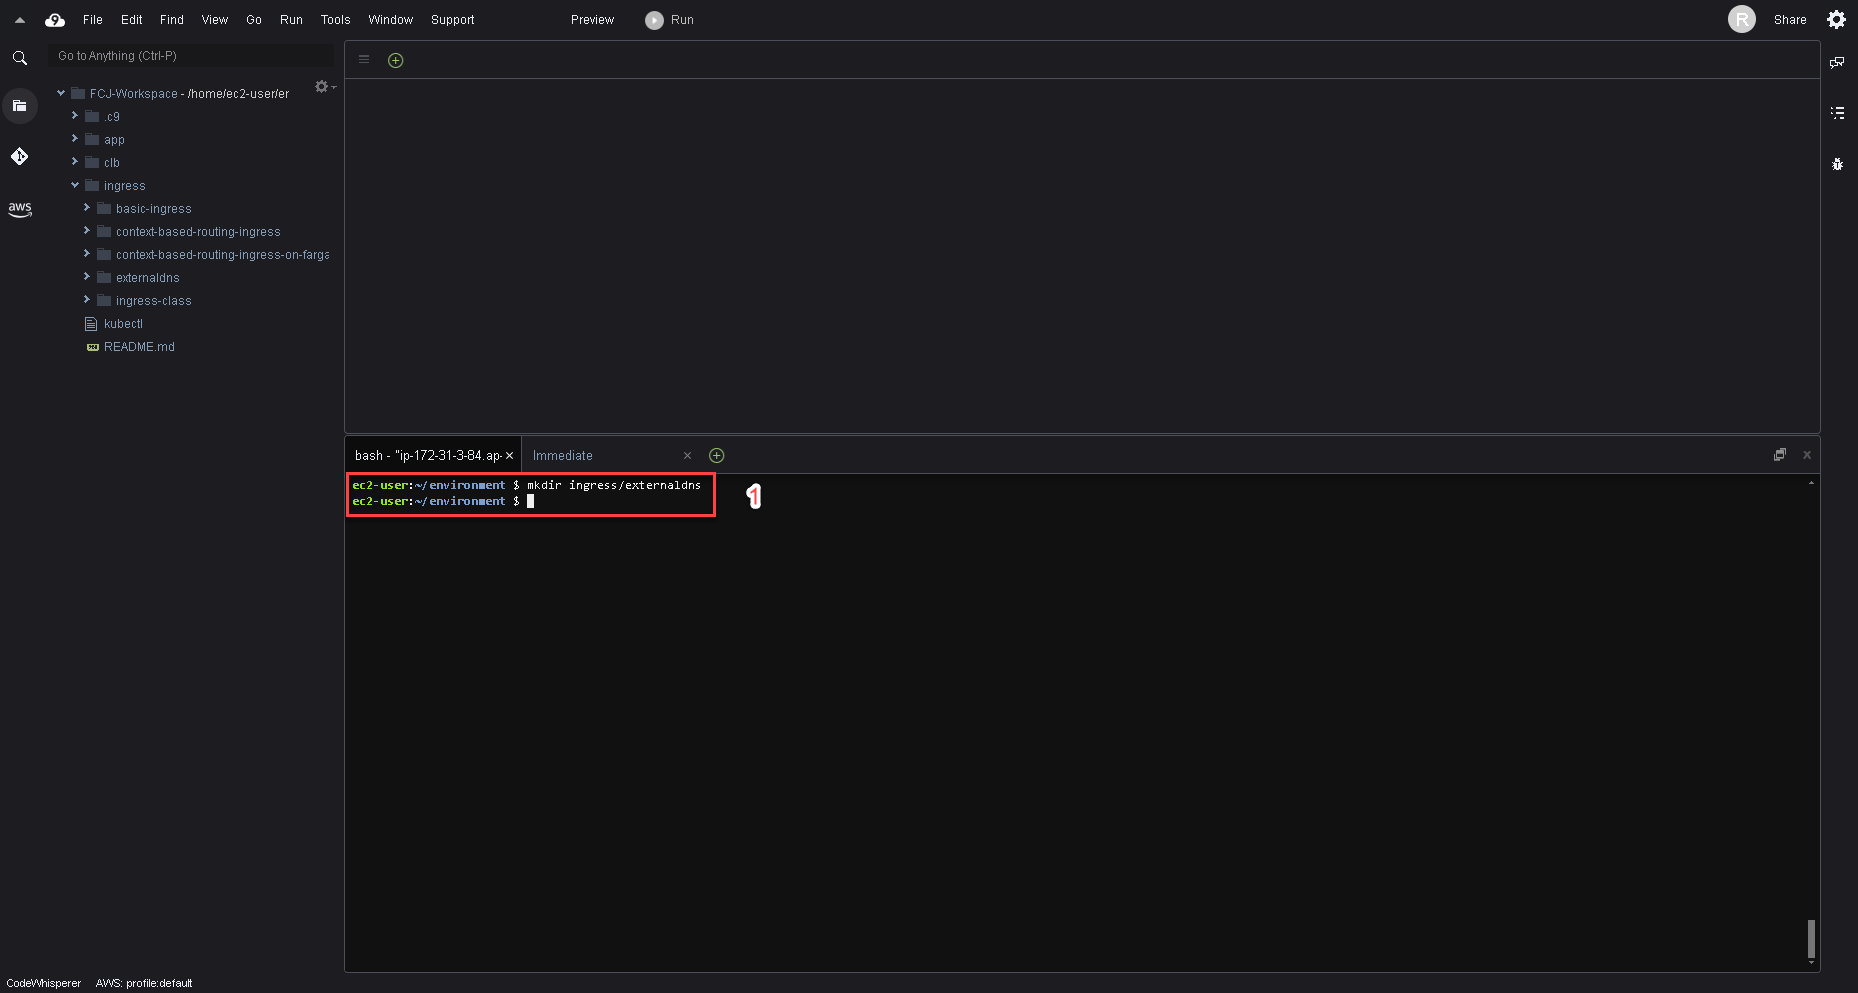 9 File Edit Find View Go Run Tools Window Support Preview Run R Share
Go to Anything (Ctrl-P)
FCJ-Workspace - /home/ec2-user/er
.c9
app
clb
ingress
basic-ingress
context-based-routing-ingress
context-based-routing-ingress-on-farga
externaldns
ingress-class
kubectl
README.md
aws
bash - "ip-172-31-3-84.ap- Immediate
ec2-user:~/environment $ mkdir ingress/externaldns
ec2-user:~/environment $
1
CodeWhisperer AWS: profile:default